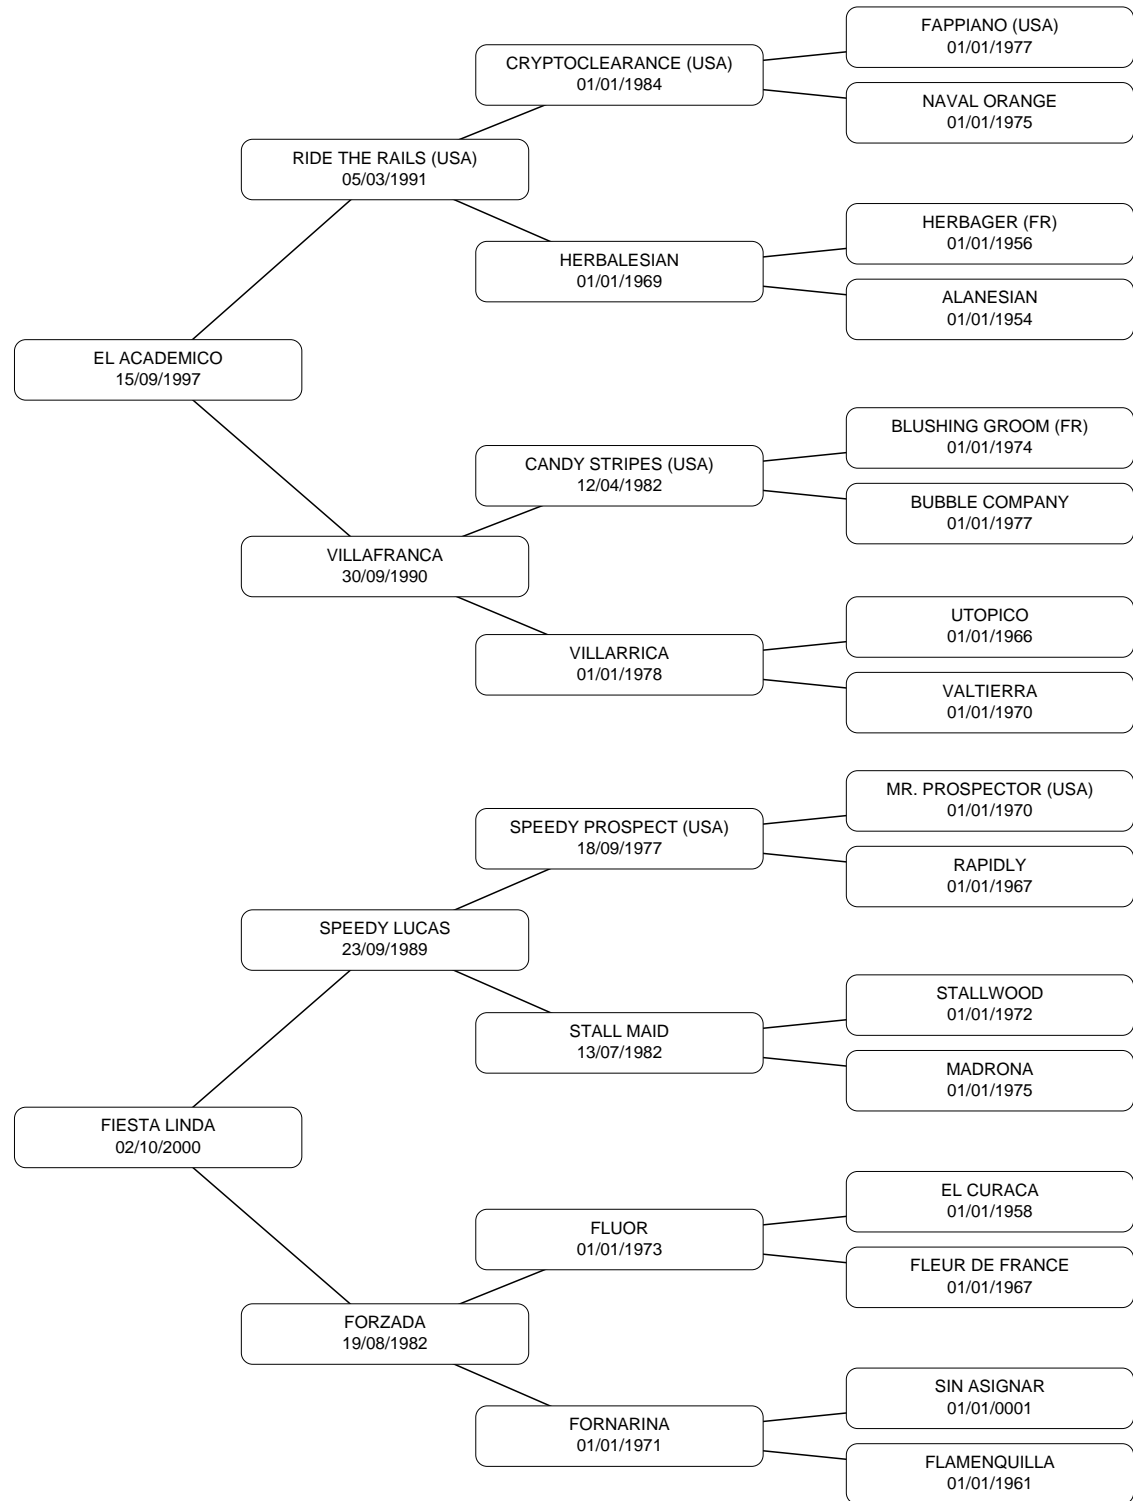 FAPPIANO (USA)
01/01/1977
CRYPTOCLEARANCE (USA)
01/01/1984
NAVAL ORANGE
01/01/1975
RIDE THE RAILS (USA)
05/03/1991
HERBAGER (FR)
01/01/1956
HERBALESIAN
01/01/1969
ALANESIAN
01/01/1954
EL ACADEMICO
15/09/1997
BLUSHING GROOM (FR)
01/01/1974
CANDY STRIPES (USA)
12/04/1982
BUBBLE COMPANY
01/01/1977
VILLAFRANCA
30/09/1990
UTOPICO
01/01/1966
VILLARRICA
01/01/1978
VALTIERRA
01/01/1970
MR. PROSPECTOR (USA)
01/01/1970
SPEEDY PROSPECT (USA)
18/09/1977
RAPIDLY
01/01/1967
SPEEDY LUCAS
23/09/1989
STALLWOOD
01/01/1972
STALL MAID
13/07/1982
MADRONA
01/01/1975
FIESTA LINDA
02/10/2000
EL CURACA
01/01/1958
FLUOR
01/01/1973
FLEUR DE FRANCE
01/01/1967
FORZADA
19/08/1982
SIN ASIGNAR
01/01/0001
FORNARINA
01/01/1971
FLAMENQUILLA
01/01/1961